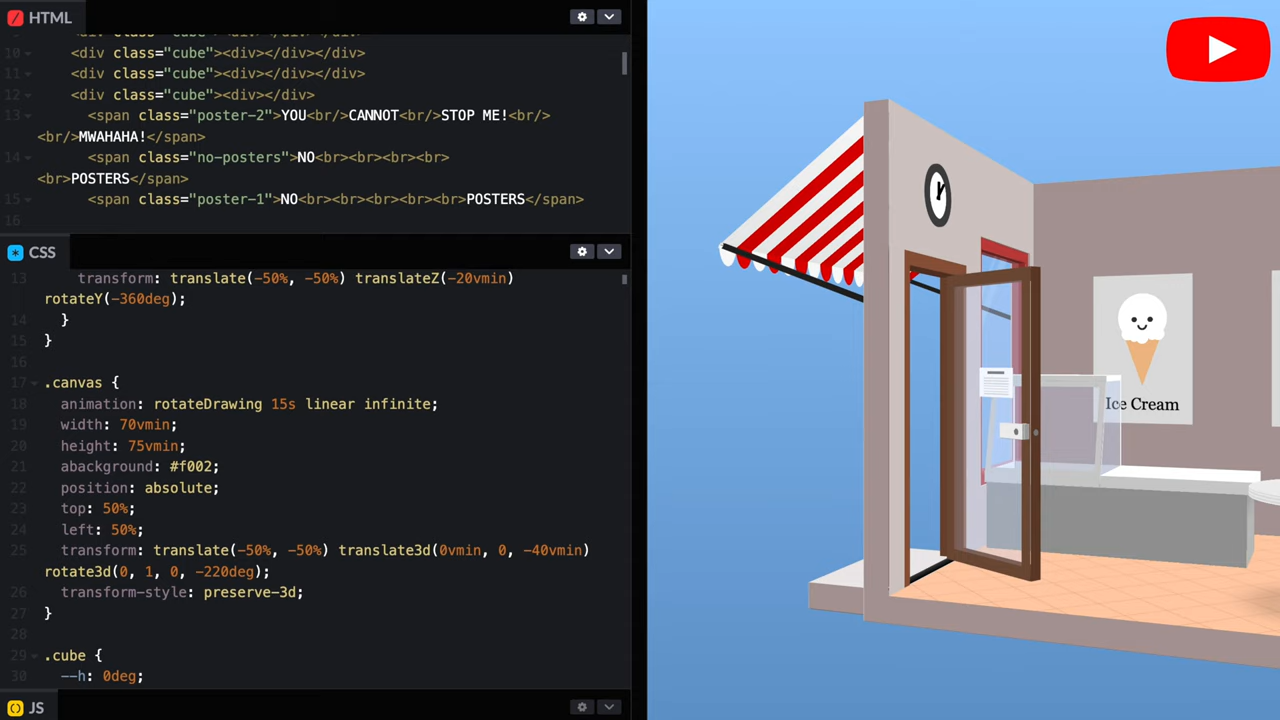 HTML
10 <div class="cube"><div></div></div>
11 <div class="cube"><div></div></div>
12 <div class="cube"><div></div>
13 <span class="poster-2">YOU<br/>CANNOT<br/>STOP ME!<br/>
<br/>MWAHAHA!</span>
14 <span class="no-posters">NO<br><br><br><br>
<br>POSTERS</span>
15 <span class="poster-1">NO<br><br><br><br><br>POSTERS</span>
16
CSS
13 transform: translate(-50%, -50%) translateZ(-20vmin)
rotateY(-360deg);
14 }
15 }
16
17 .canvas {
18 animation: rotateDrawing 15s linear infinite;
19 width: 70vmin;
20 height: 75vmin;
21 abackground: #f002;
22 position: absolute;
23 top: 50%;
24 left: 50%;
25 transform: translate(-50%, -50%) translate3d(0vmin, 0, -40vmin)
rotate3d(0, 1, 0, -220deg);
26 transform-style: preserve-3d;
27 }
28
29 .cube {
30 --h: 0deg;
JS
Ice Cream